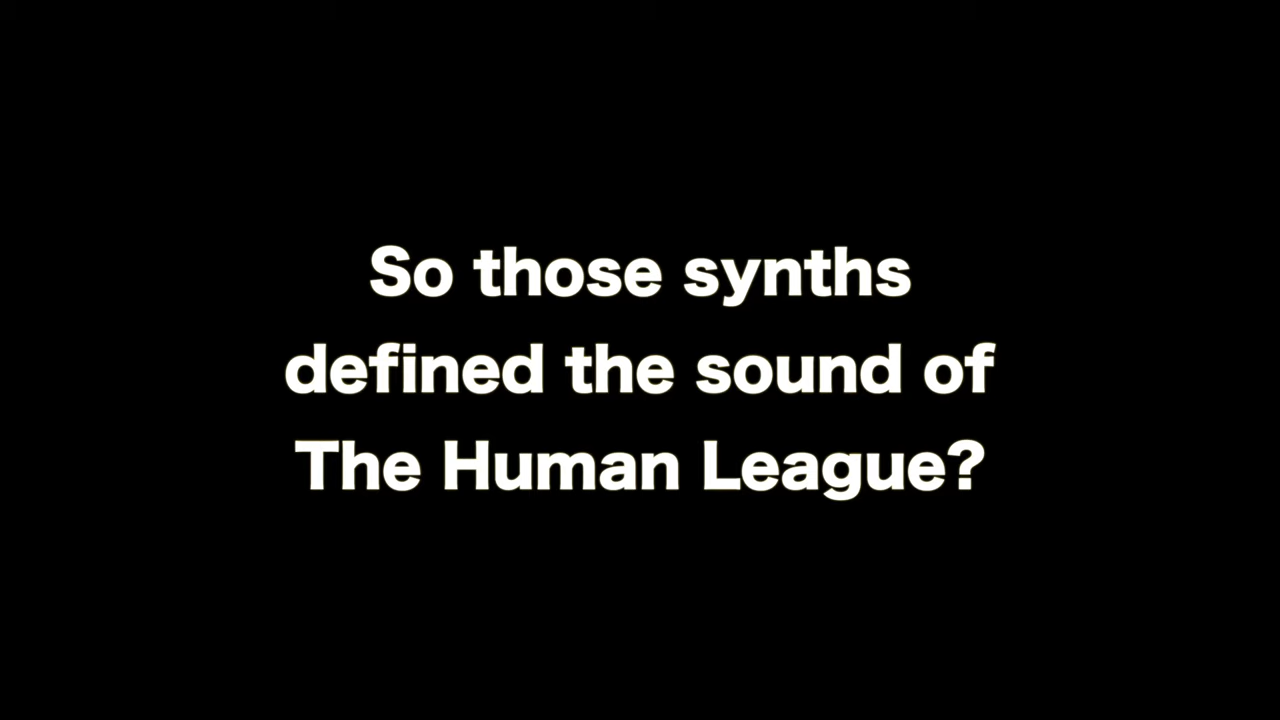 So those synths
defined the sound of
The Human League?